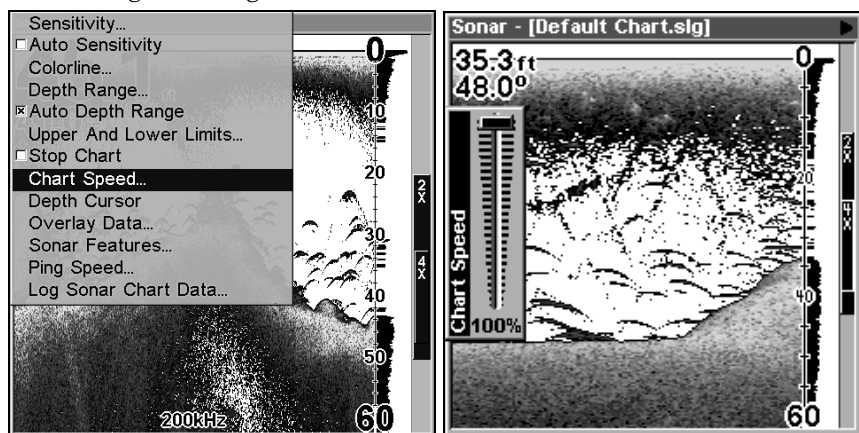 Sensitivity...
Auto Sensitivity
Colorline...
Depth Range...
Auto Depth Range
Upper And Lower Limits...
Stop Chart
Chart Speed...
Depth Cursor
Overlay Data...
Sonar Features...
Ping Speed...
Log Sonar Chart Data...
0
10
20
30
40
50
60
2X
4X
200kHz
Sonar - [Default Chart.slg]
35.3ft
48.0°
Chart Speed
100%
0
20
40
60
2X
4X